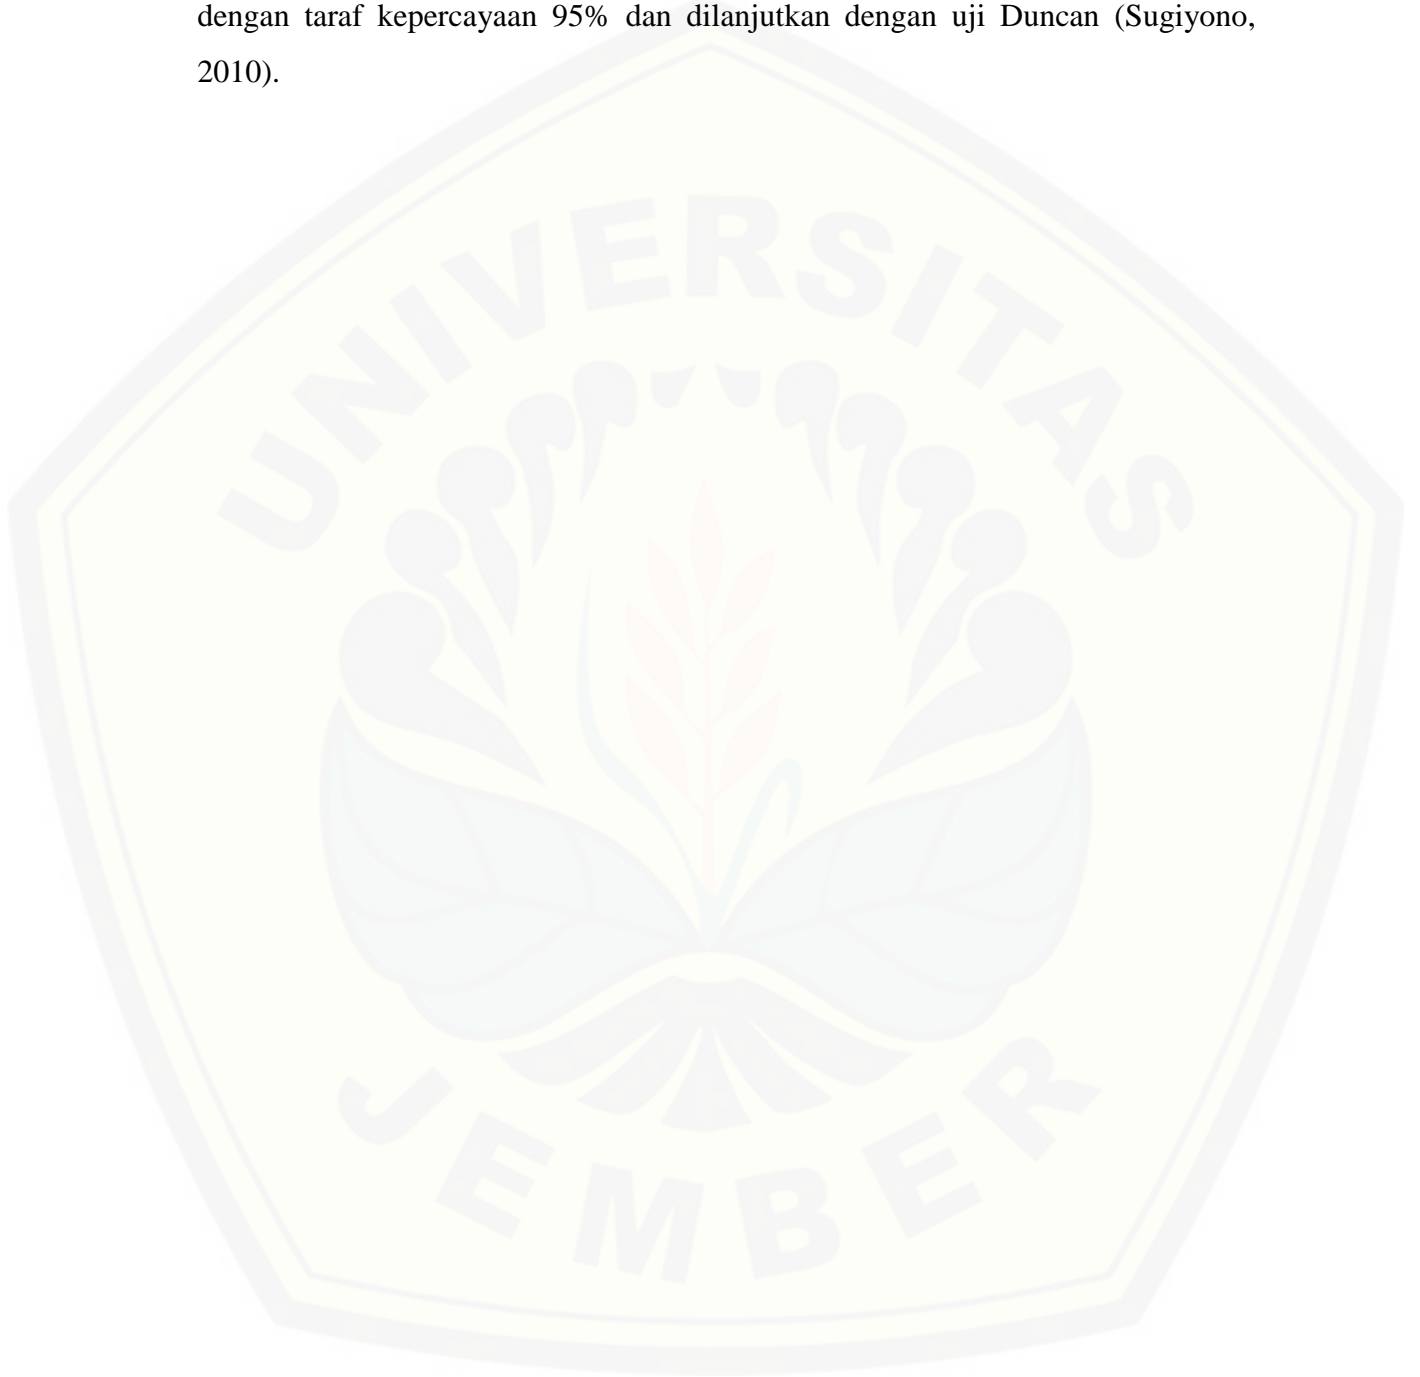 dengan taraf kepercayaan 95% dan dilanjutkan dengan uji Duncan (Sugiyono,
2010).
UNIVERSITAS
JEMBER